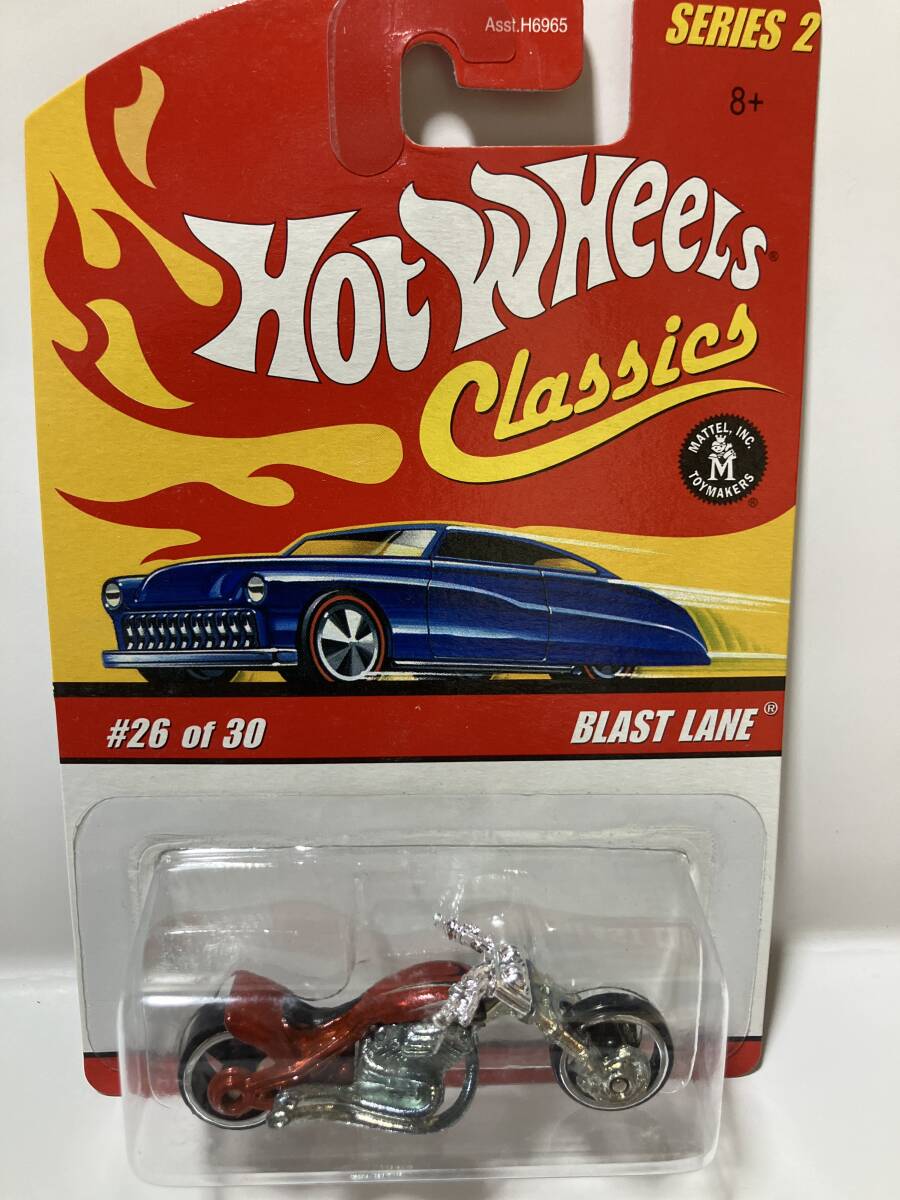 Asst.H6965
SERIES 2
8+
HOT WHEELS®
Classics
MATTEL, INC.
M
TOYMAKERS
®
#26 of 30
BLAST LANE®